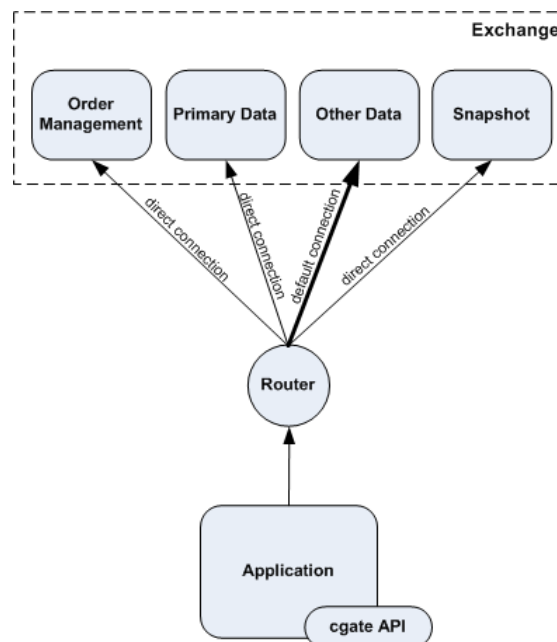 Exchange
Order
Management
Primary Data
Other Data
Snapshot
direct connection
direct connection
default connection
direct connection
Router
Application
cgate API